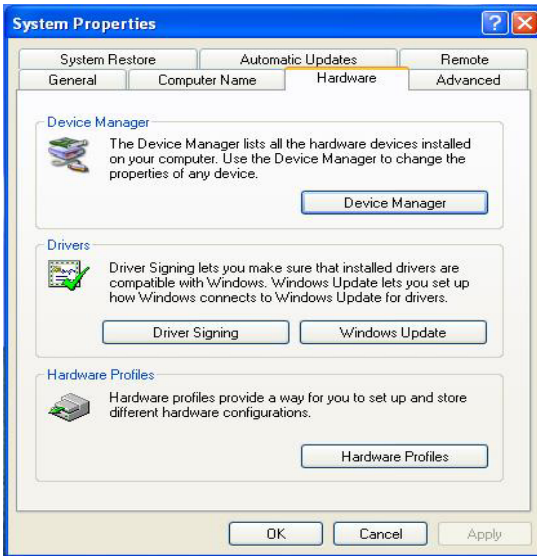 System Properties
System Restore Automatic Updates Remote
General Computer Name Hardware Advanced
Device Manager
The Device Manager lists all the hardware devices installed
on your computer. Use the Device Manager to change the
properties of any device.
Device Manager
Drivers
Driver Signing lets you make sure that installed drivers are
compatible with Windows. Windows Update lets you set up
how Windows connects to Windows Update for drivers.
Driver Signing Windows Update
Hardware Profiles
Hardware profiles provide a way for you to set up and store
different hardware configurations.
Hardware Profiles
OK Cancel Apply